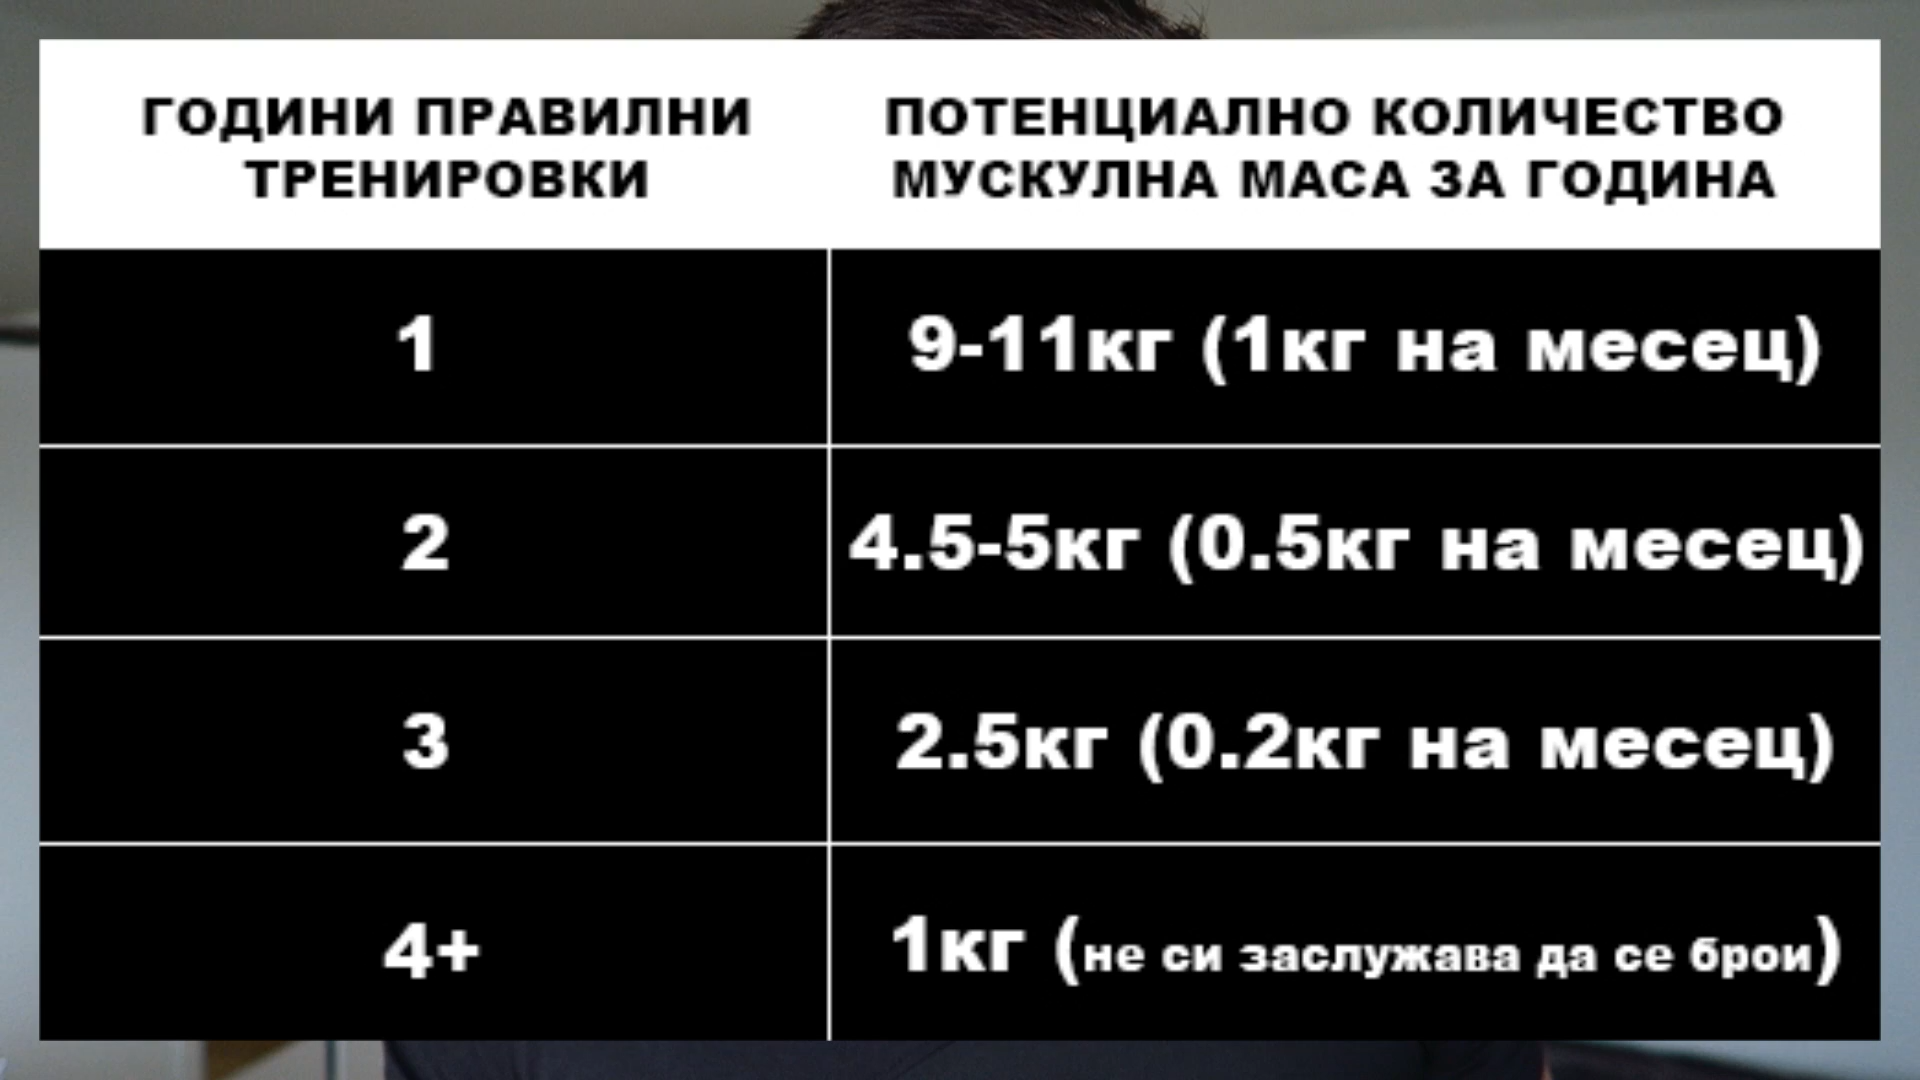 ГОДИНИ ПРАВИЛНИ
ТРЕНИРОВКИ
ПОТЕНЦИАЛНО КОЛИЧЕСТВО
МУСКУЛНА МАСА ЗА ГОДИНА
1
9-11кг (1кг на месец)
2
4.5-5кг (0.5кг на месец)
3
2.5кг (0.2кг на месец)
4+
1кг (не си заслужава да се брои)